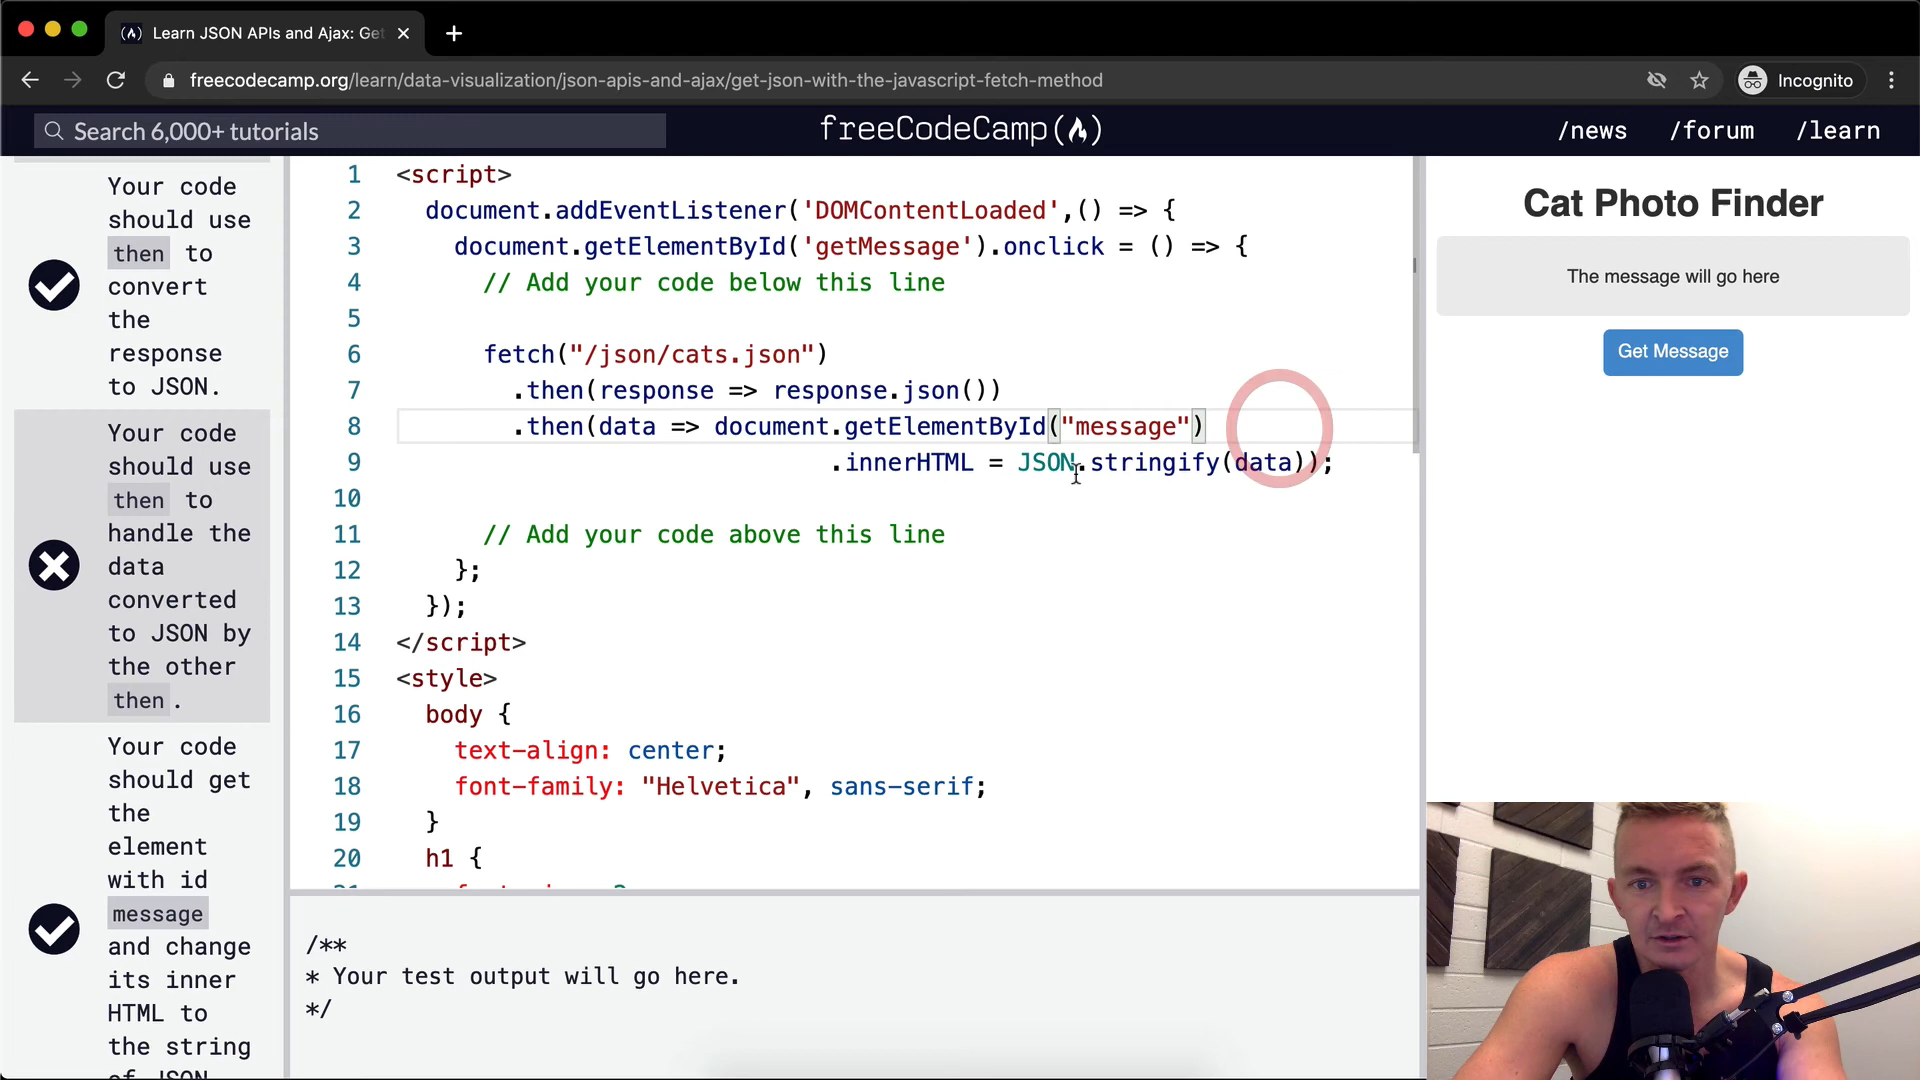 Learn JSON APIs and Ajax: Get
freecodecamp.org/learn/data-visualization/json-apis-and-ajax/get-json-with-the-javascript-fetch-method
Incognito
Search 6,000+ tutorials
freeCodeCamp
/news
/forum
/learn
Your code
should use
then to
convert
the
response
to JSON.
Your code
should use
then to
handle the
data
converted
to JSON by
the other
then.
Your code
should get
the
element
with id
message
and change
its inner
HTML to
the string
of JSON
1 <script>
2 document.addEventListener('DOMContentLoaded',() => {
3 document.getElementById('getMessage').onclick = () => {
4 // Add your code below this line
5
6 fetch("/json/cats.json")
7 .then(response => response.json())
8 .then(data => document.getElementById("message")
9 .innerHTML = JSON.stringify(data));
10
11 // Add your code above this line
12 };
13 });
14 </script>
15 <style>
16 body {
17 text-align: center;
18 font-family: "Helvetica", sans-serif;
19 }
20 h1 {
/**
* Your test output will go here.
*/
Cat Photo Finder
The message will go here
Get Message